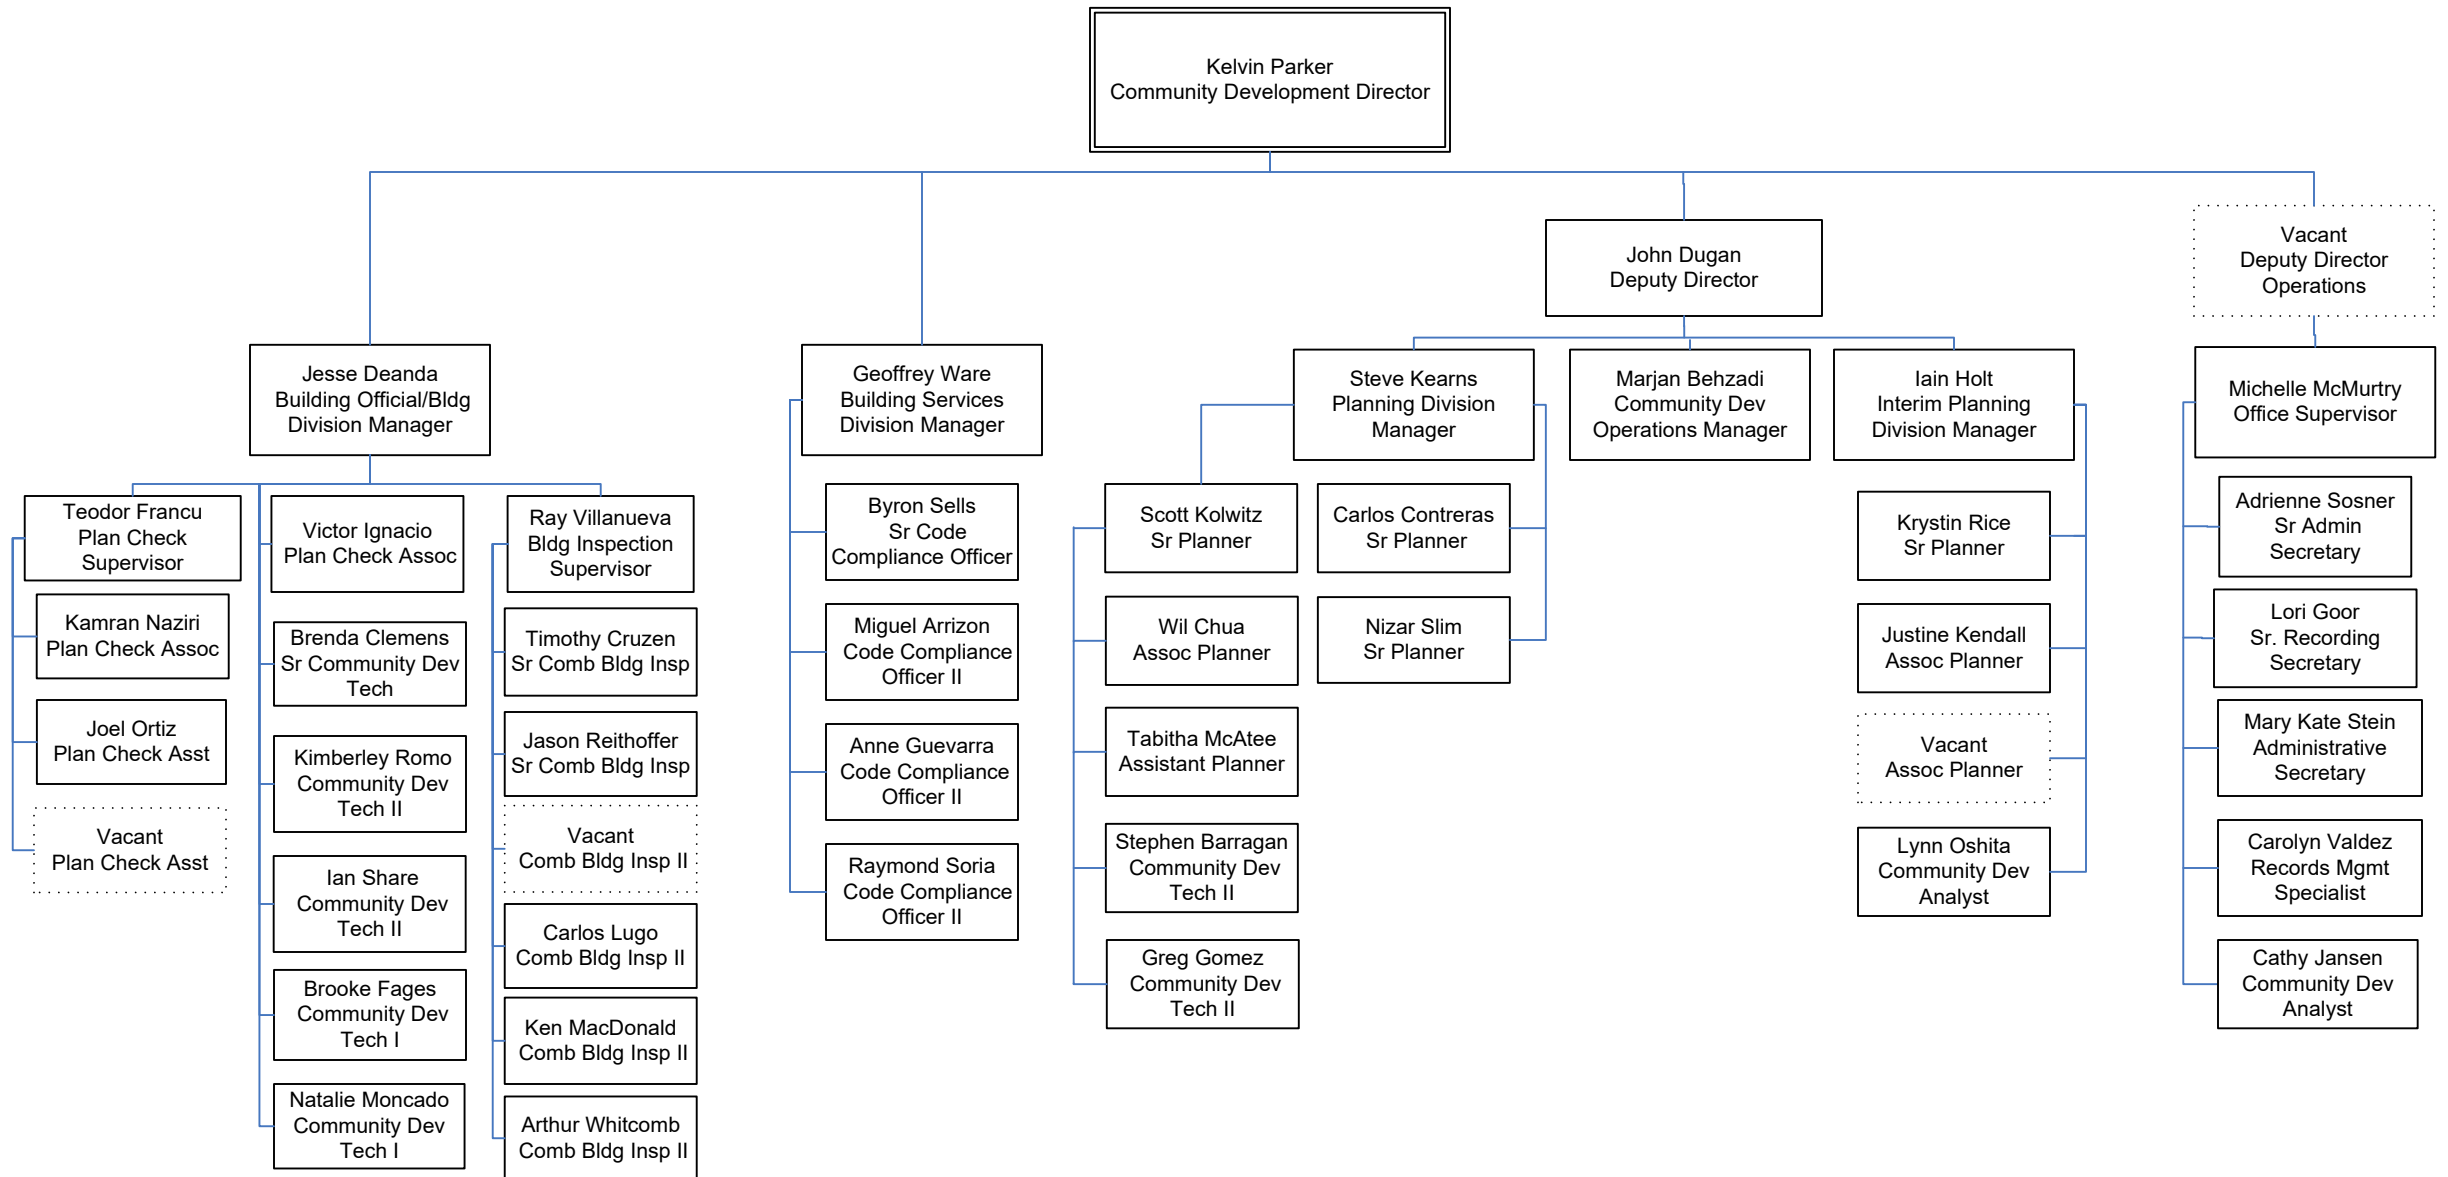 Kelvin Parker
Community Development Director
John Dugan
Deputy Director
Vacant
Deputy Director
Operations
Jesse Deanda
Building Official/Bldg
Division Manager
Geoffrey Ware
Building Services
Division Manager
Steve Kearns
Planning Division
Manager
Marjan Behzadi
Community Dev
Operations Manager
Iain Holt
Interim Planning
Division Manager
Michelle McMurtry
Office Supervisor
Teodor Francu
Plan Check
Supervisor
Kamran Naziri
Plan Check Assoc
Joel Ortiz
Plan Check Asst
Vacant
Plan Check Asst
Victor Ignacio
Plan Check Assoc
Brenda Clemens
Sr Community Dev
Tech
Kimberley Romo
Community Dev
Tech II
Ian Share
Community Dev
Tech II
Brooke Fages
Community Dev
Tech I
Natalie Moncado
Community Dev
Tech I
Ray Villanueva
Bldg Inspection
Supervisor
Timothy Cruzen
Sr Comb Bldg Insp
Jason Reithoffer
Sr Comb Bldg Insp
Vacant
Comb Bldg Insp II
Carlos Lugo
Comb Bldg Insp II
Ken MacDonald
Comb Bldg Insp II
Arthur Whitcomb
Comb Bldg Insp II
Byron Sells
Sr Code
Compliance Officer
Miguel Arrizon
Code Compliance
Officer II
Anne Guevarra
Code Compliance
Officer II
Raymond Soria
Code Compliance
Officer II
Scott Kolwitz
Sr Planner
Wil Chua
Assoc Planner
Tabitha McAtee
Assistant Planner
Stephen Barragan
Community Dev
Tech II
Greg Gomez
Community Dev
Tech II
Carlos Contreras
Sr Planner
Nizar Slim
Sr Planner
Krystin Rice
Sr Planner
Justine Kendall
Assoc Planner
Vacant
Assoc Planner
Lynn Oshita
Community Dev
Analyst
Adrienne Sosner
Sr Admin
Secretary
Lori Goor
Sr. Recording
Secretary
Mary Kate Stein
Administrative
Secretary
Carolyn Valdez
Records Mgmt
Specialist
Cathy Jansen
Community Dev
Analyst